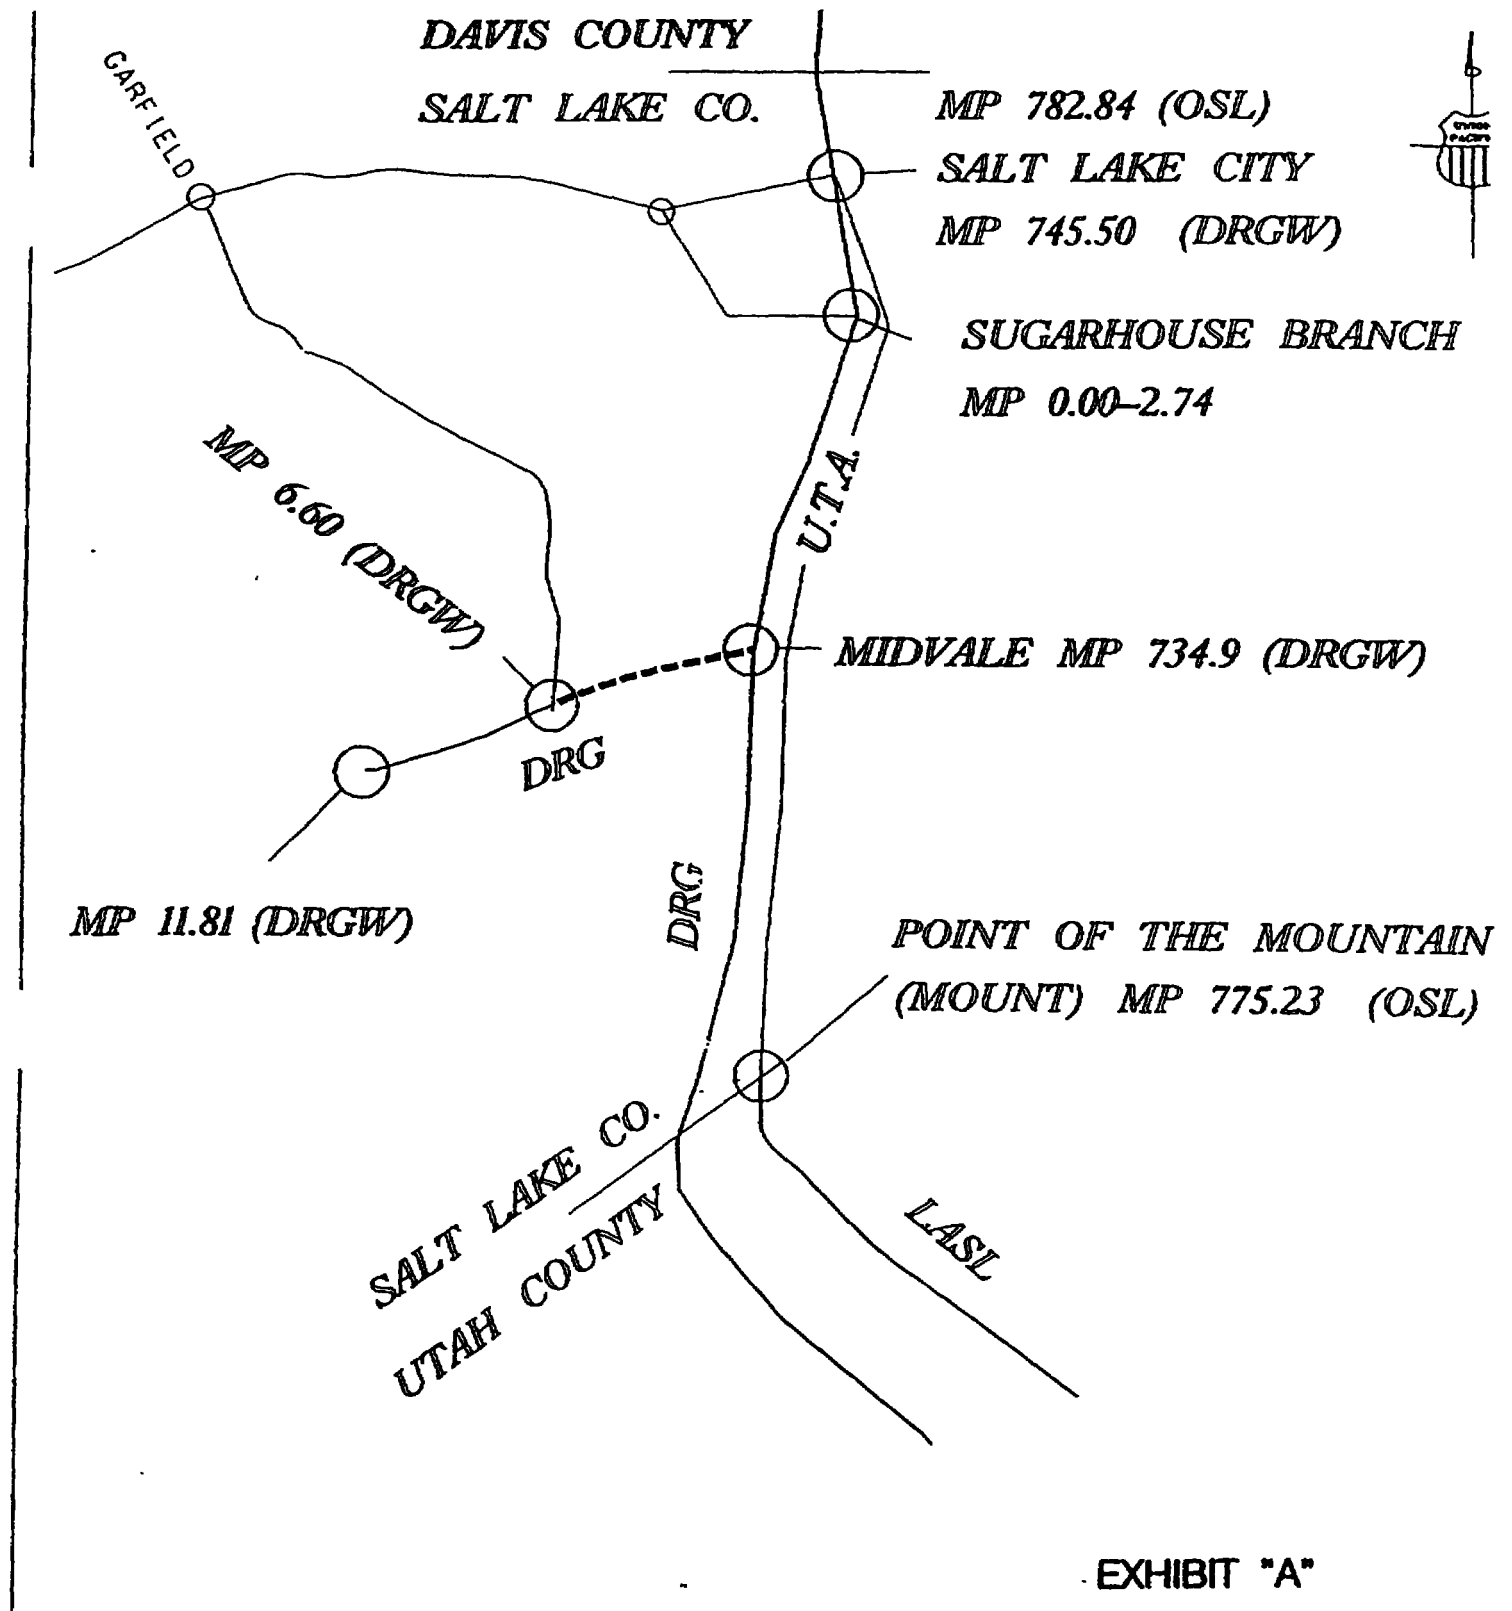 DAVIS COUNTY
SALT LAKE CO.
GARFIELD
MP 782.84 (OSL)
SALT LAKE CITY
MP 745.50 (DRGW)
UNION
PACIFIC
SUGARHOUSE BRANCH
MP 0.00–2.74
MP 6.60 (DRGW)
U.T.A.
MIDVALE MP 734.9 (DRGW)
DRG
MP 11.81 (DRGW)
DRG
POINT OF THE MOUNTAIN
(MOUNT) MP 775.23 (OSL)
SALT LAKE CO.
UTAH COUNTY
LASL
EXHIBIT "A"